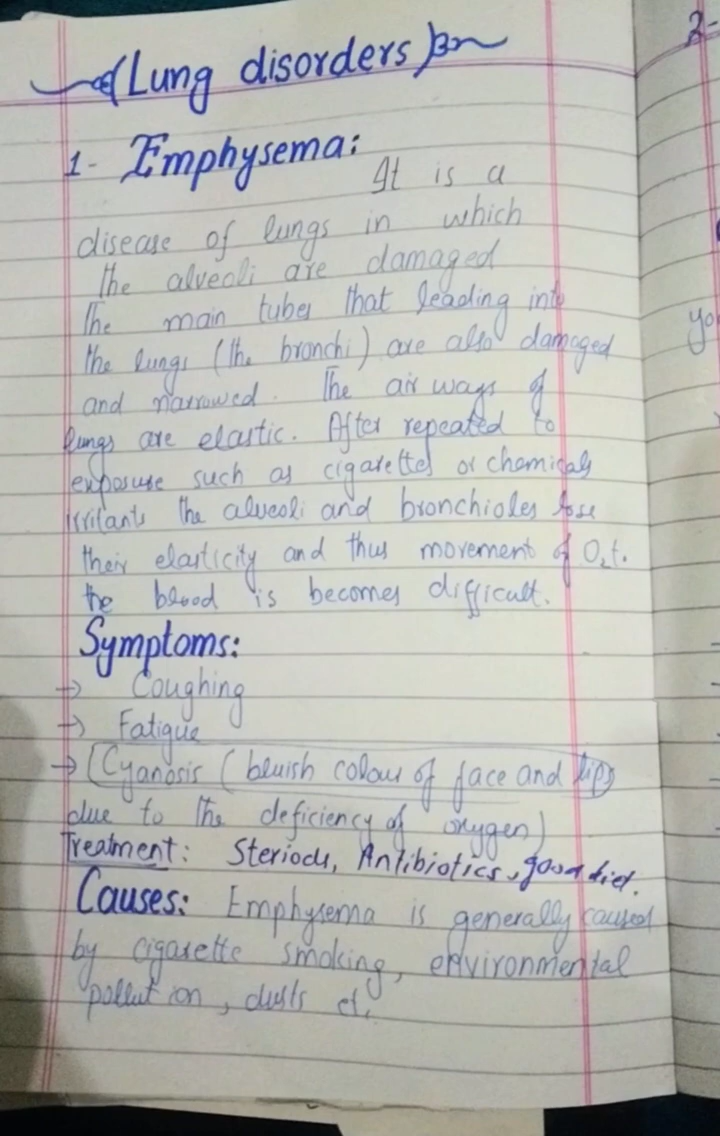 (Lung disorders)
1- Emphysema:
It is a
disease of lungs in which
the alveoli are damaged
The main tubes that leading into
the lungs (the bronchi) are also damaged
and narrowed. The air ways of
lungs are elastic. After repeated to
exposure such as cigarettes or chemicals
irritants the alveoli and bronchioles lose
their elasticity and thus movement of O2 t.
the blood is becomes difficult.
Symptoms:
→ Coughing
→ Fatigue
→ (Cyanosis (bluish colour of face and lips)
due to the deficiency of oxygen)
Treatment: Steriods, Antibiotics, good diet.
Causes: Emphysema is generally caused
by cigarette smoking, environmental
pollution, dusts et.
2-
yo